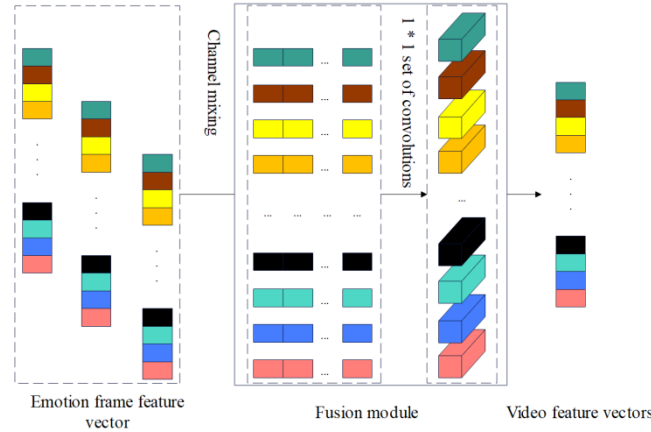 Channel mixing
1 * 1 set of convolutions
...
...
...
...
... ... ... ...
...
...
...
...
...
Emotion frame feature
vector
Fusion module
Video feature vectors